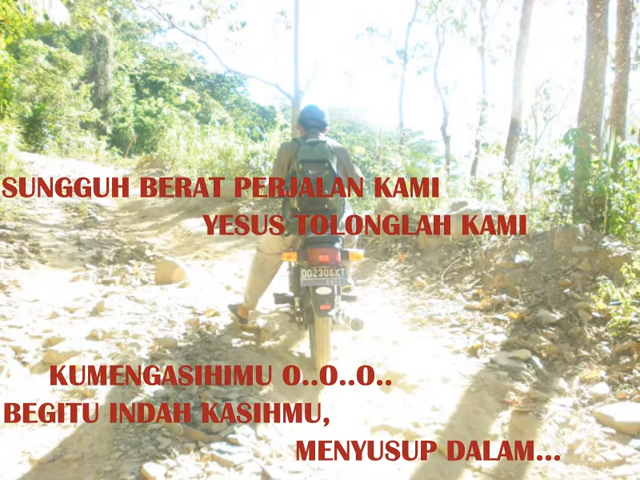 SUNGGUH BERAT PERJALAN KAMI
YESUS TOLONGLAH KAMI
KUMENGASIHIMU O..O..O..
BEGITU INDAH KASIHMU,
MENYUSUP DALAM...